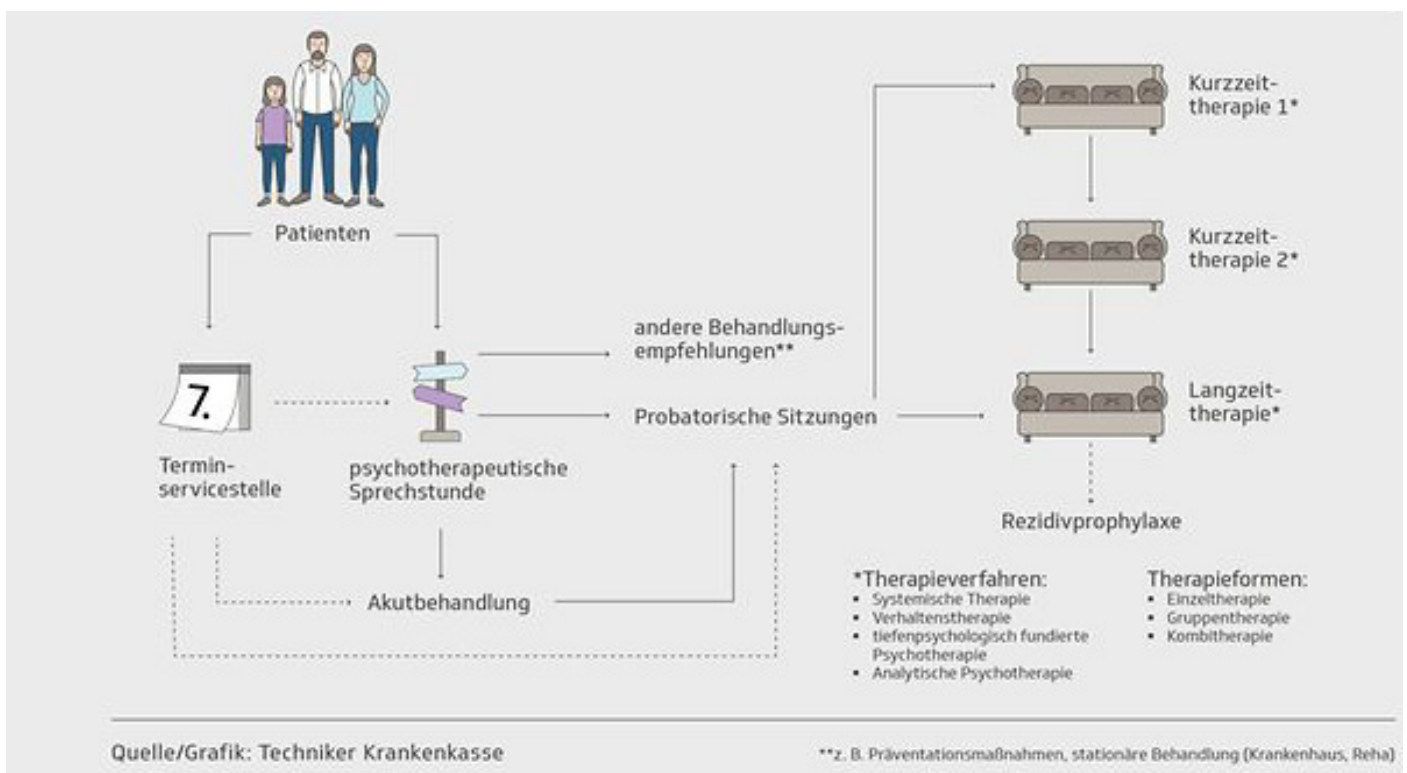 Patienten
7.
Termin-
servicestelle
psychotherapeutische
Sprechstunde
Akutbehandlung
andere Behandlungs-
empfehlungen**
Probatorische Sitzungen
Kurzzeit-
therapie 1*
Kurzzeit-
therapie 2*
Langzeit-
therapie*
Rezidivprophylaxe
*Therapieverfahren:
▪ Systemische Therapie
▪ Verhaltenstherapie
▪ tiefenpsychologisch fundierte
Psychotherapie
▪ Analytische Psychotherapie
Therapieformen:
▪ Einzeltherapie
▪ Gruppentherapie
▪ Kombitherapie
Quelle/Grafik: Techniker Krankenkasse
**z. B. Präventationsmaßnahmen, stationäre Behandlung (Krankenhaus, Reha)